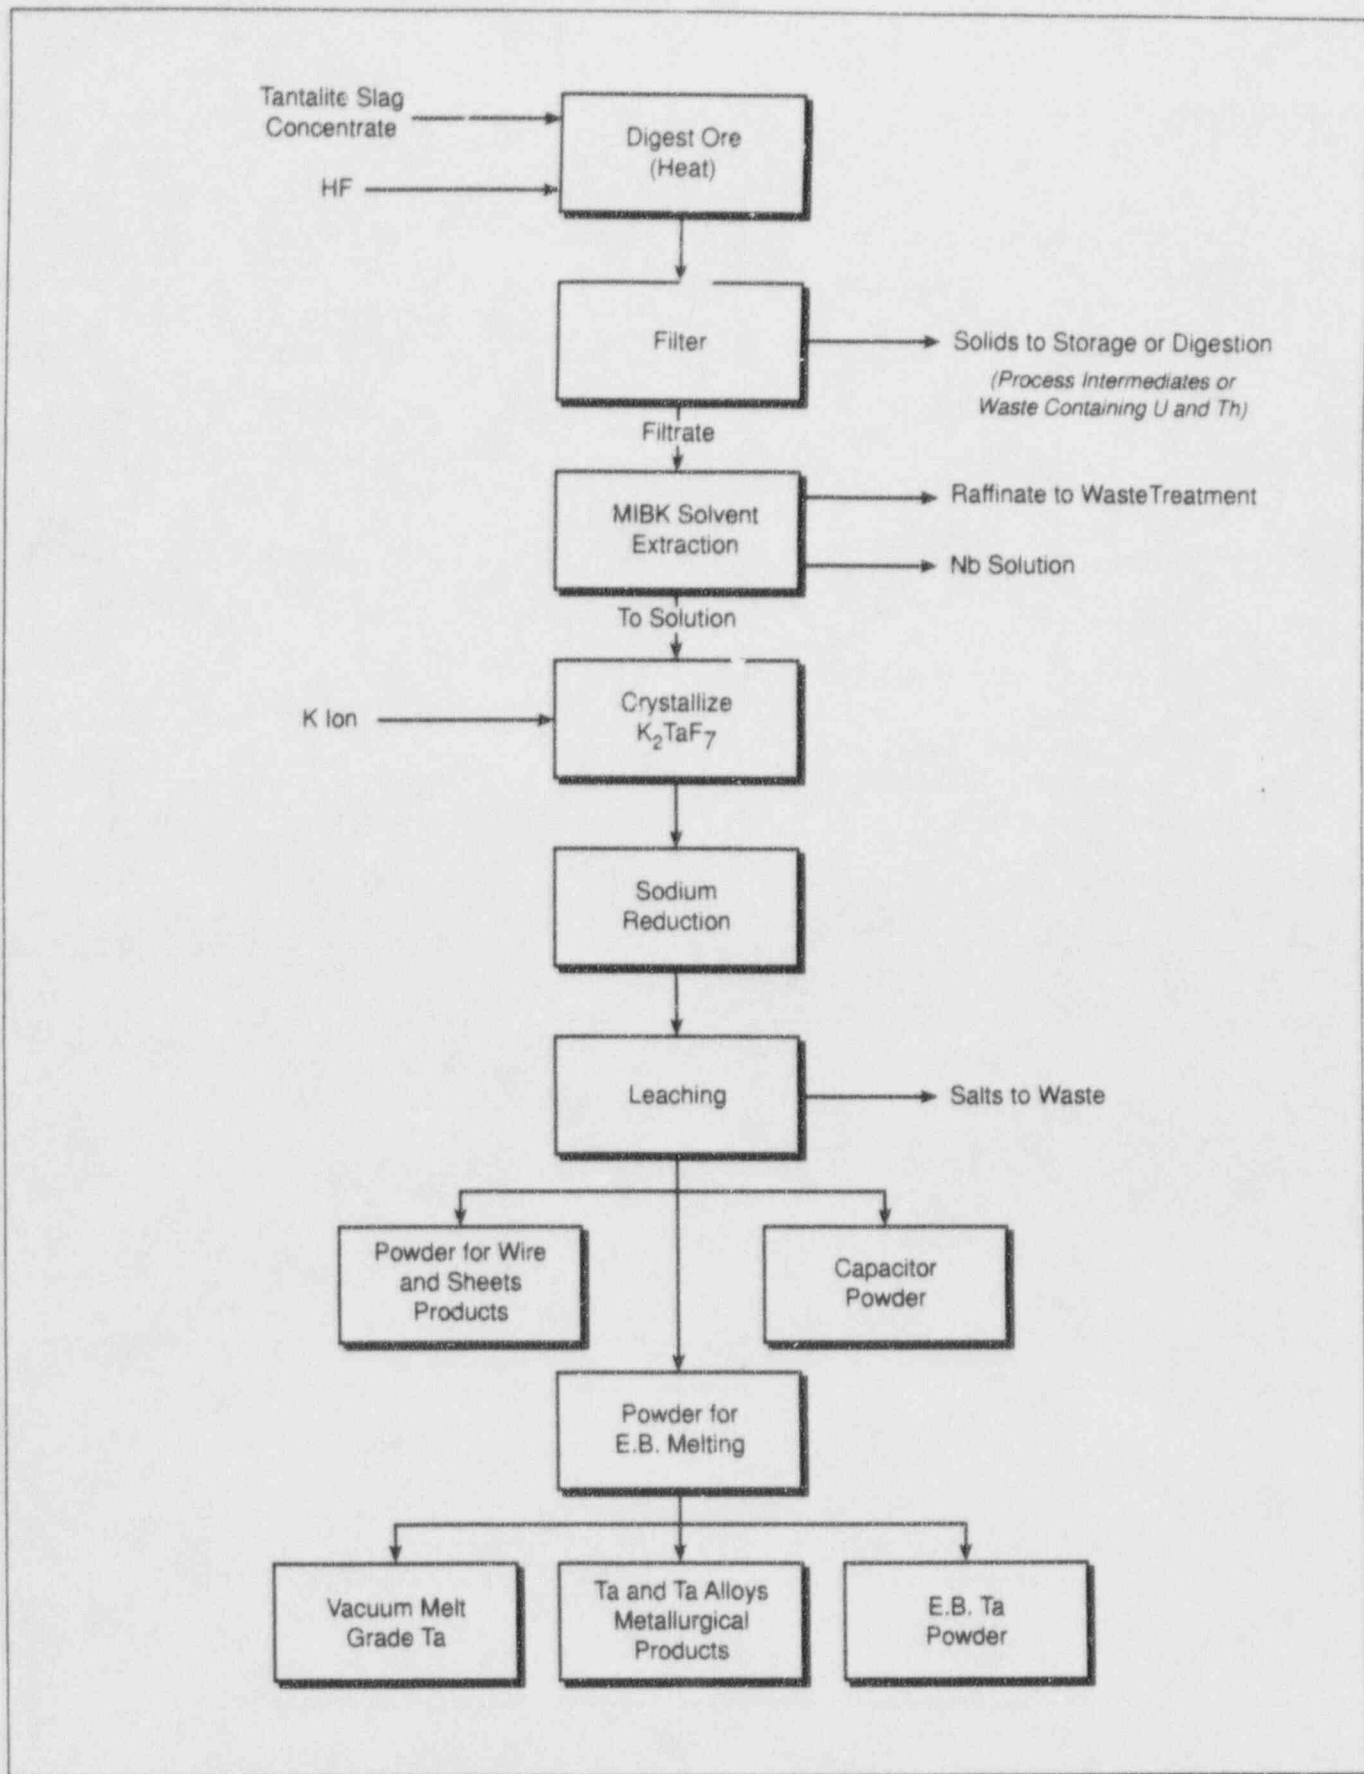 Tantalite Slag
Concentrate
Digest Ore
(Heat)
HF
Filter
Solids to Storage or Digestion
(Process Intermediates or
Waste Containing U and Th)
Filtrate
MIBK Solvent
Extraction
Raffinate to Waste Treatment
Nb Solution
To Solution
K Ion
Crystallize
K₂TaF₇
Sodium
Reduction
Leaching
Salts to Waste
Powder for Wire
and Sheets
Products
Capacitor
Powder
Powder for
E.B. Melting
Vacuum Melt
Grade Ta
Ta and Ta Alloys
Metallurgical
Products
E.B. Ta
Powder